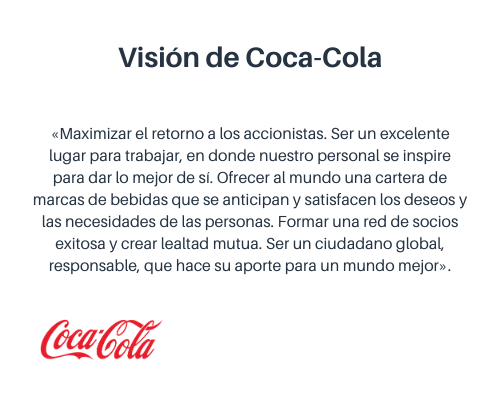 Visión de Coca-Cola
«Maximizar el retorno a los accionistas. Ser un excelente
lugar para trabajar, en donde nuestro personal se inspire
para dar lo mejor de sí. Ofrecer al mundo una cartera de
marcas de bebidas que se anticipan y satisfacen los deseos y
las necesidades de las personas. Formar una red de socios
exitosa y crear lealtad mutua. Ser un ciudadano global,
responsable, que hace su aporte para un mundo mejor».
Coca-Cola